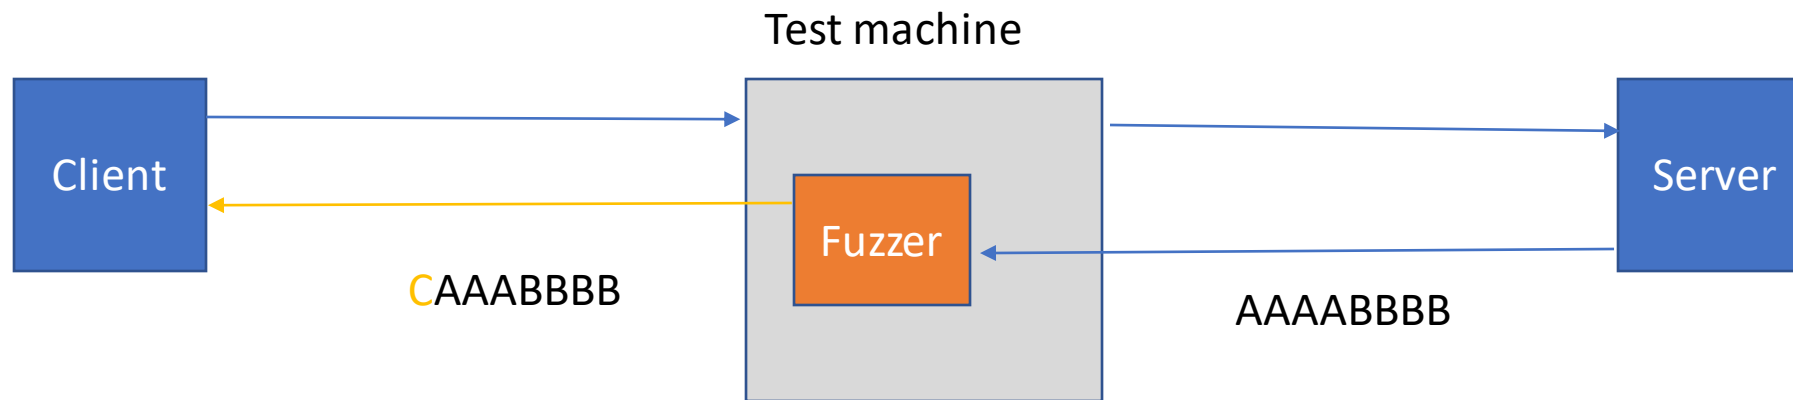 Test machine
Client
Server
Fuzzer
CAAABBBB
AAAABBBB